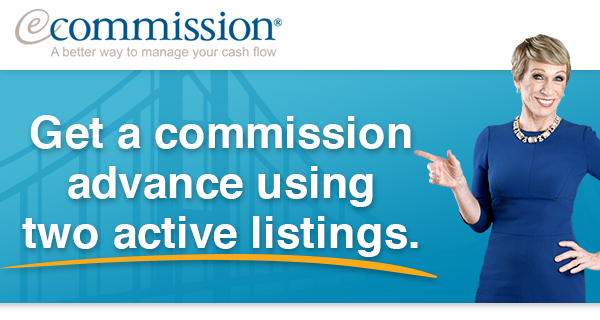 ecommission®
A better way to manage your cash flow
Get a commission
advance using
two active listings.